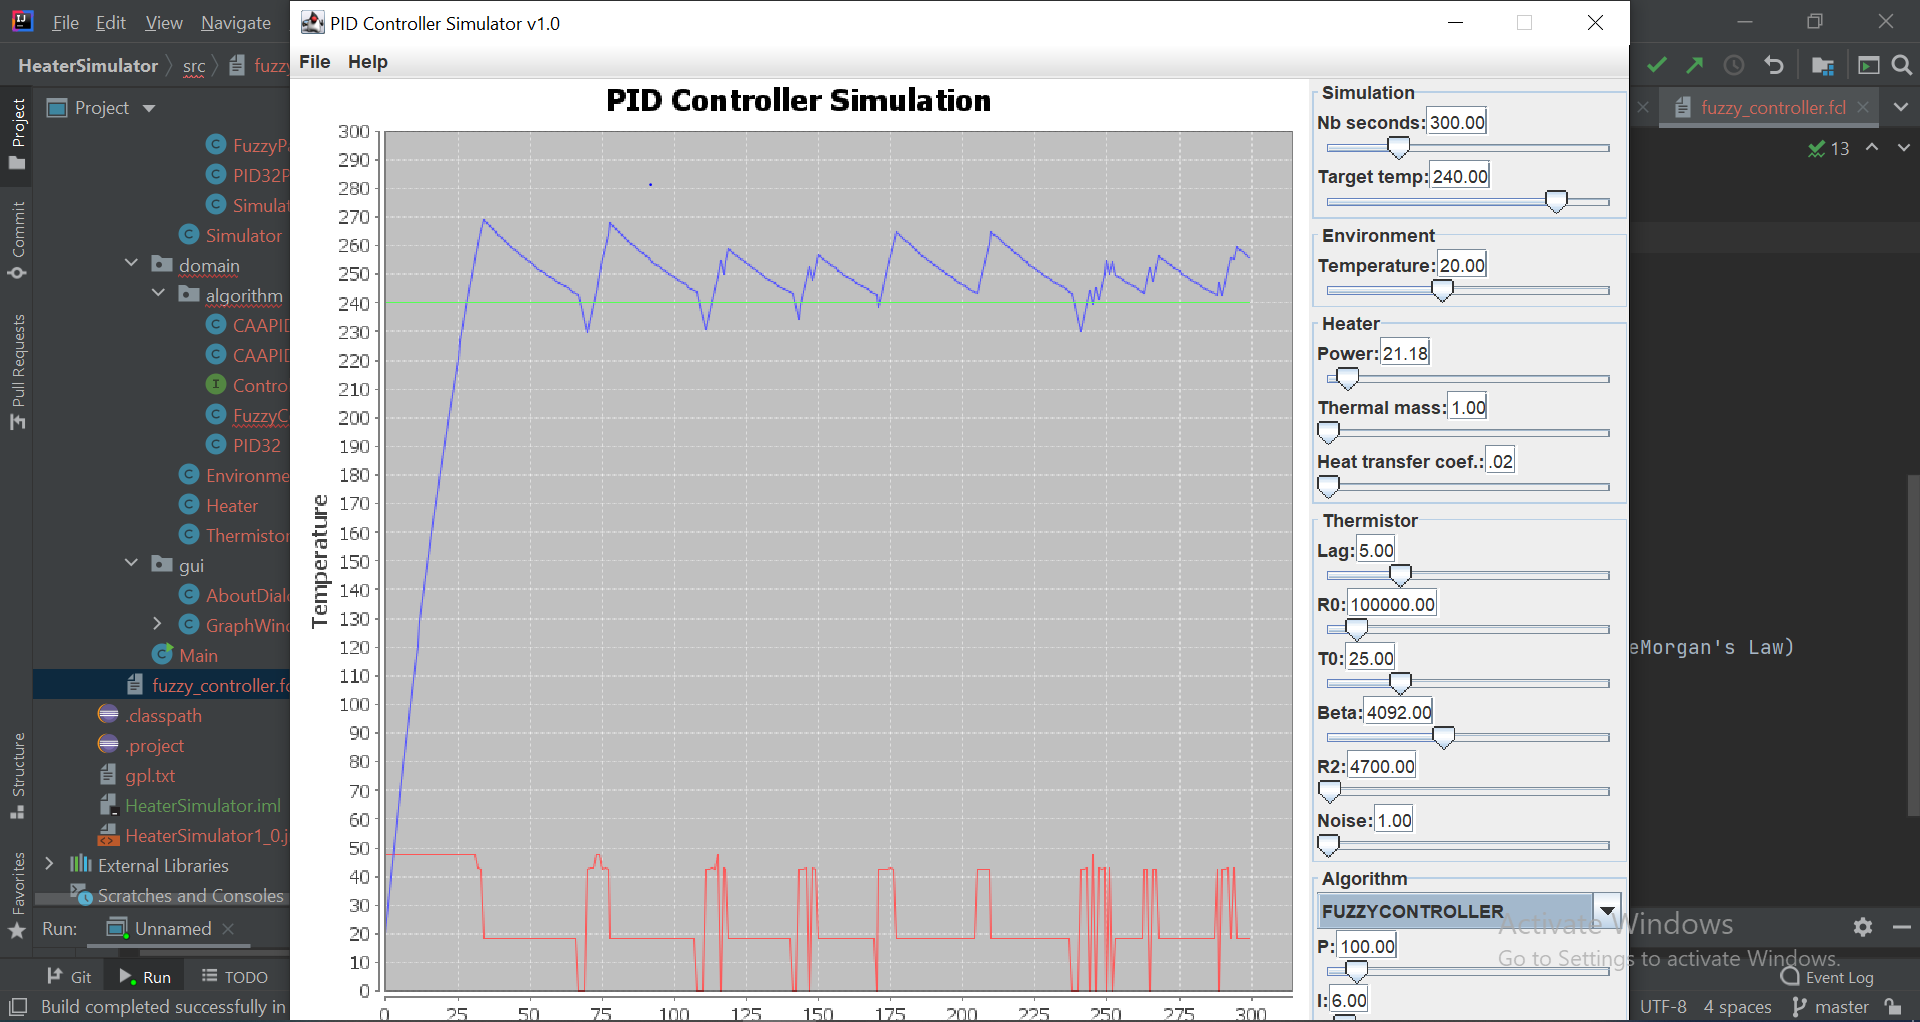 File Edit View Navigate
PID Controller Simulator v1.0
HeaterSimulator src fuzz
File Help
PID Controller Simulation
Project
fuzzy_controller.fcl
13
Project
Commit
Pull Requests
Structure
Favorites
FuzzyP
PID32P
Simulat
Simulator
domain
algorithm
CAAPID
CAAPID
Contro
FuzzyC
PID32
Environme
Heater
Thermistor
gui
AboutDial
GraphWind
Main
fuzzy_controller.fc
.classpath
.project
gpl.txt
HeaterSimulator.iml
HeaterSimulator1_0.j
External Libraries
Scratches and Consoles
Temperature
300
290
280
270
260
250
240
230
220
210
200
190
180
170
160
150
140
130
120
110
100
90
80
70
60
50
40
30
20
10
0
0 25 50 75 100 125 150 175 200 225 250 275 300
Simulation
Nb seconds: 300.00
Target temp: 240.00
Environment
Temperature: 20.00
Heater
Power: 21.18
Thermal mass: 1.00
Heat transfer coef.: .02
Thermistor
Lag: 5.00
R0: 100000.00
T0: 25.00
Beta: 4092.00
R2: 4700.00
Noise: 1.00
Algorithm
FUZZYCONTROLLER
P: 100.00
I: 6.00
eMorgan's Law)
Activate Windows
Go to Settings to activate Windows.
Run: Unnamed
Git Run TODO
Event Log
Build completed successfully in
UTF-8 4 spaces master